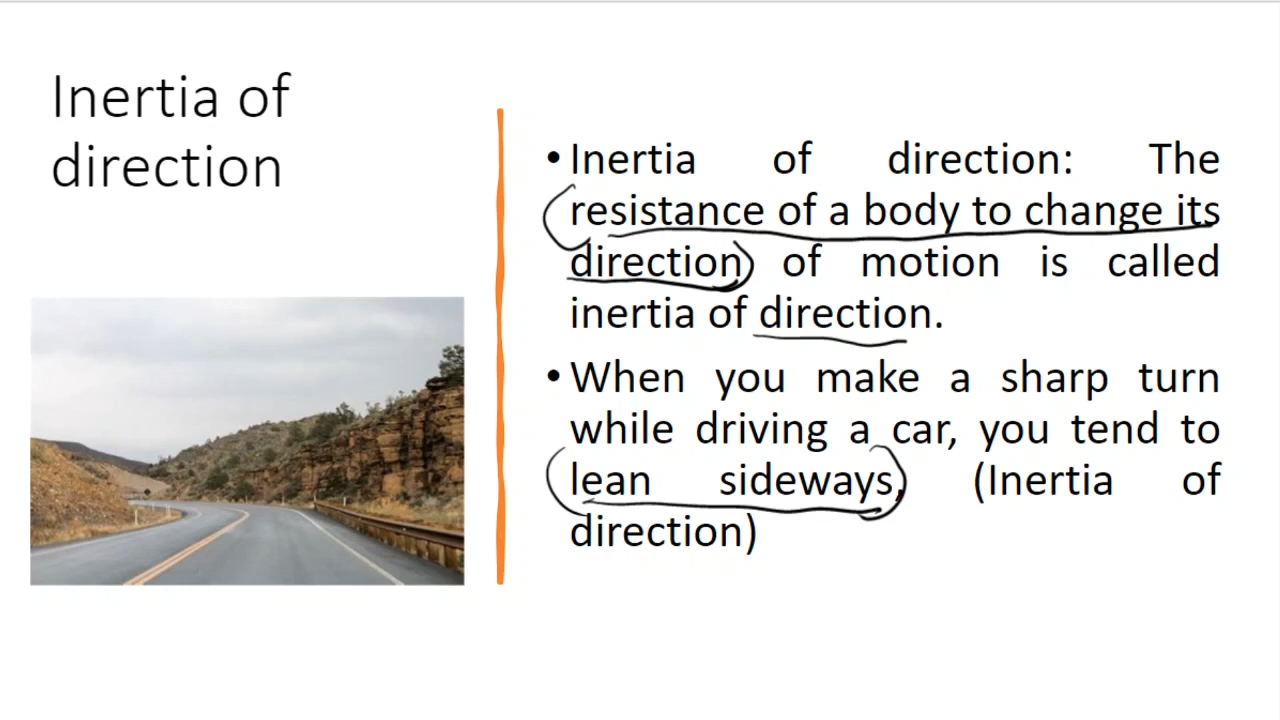 Inertia of
direction
• Inertia of direction: The
resistance of a body to change its
direction of motion is called
inertia of direction.
• When you make a sharp turn
while driving a car, you tend to
lean sideways, (Inertia of
direction)